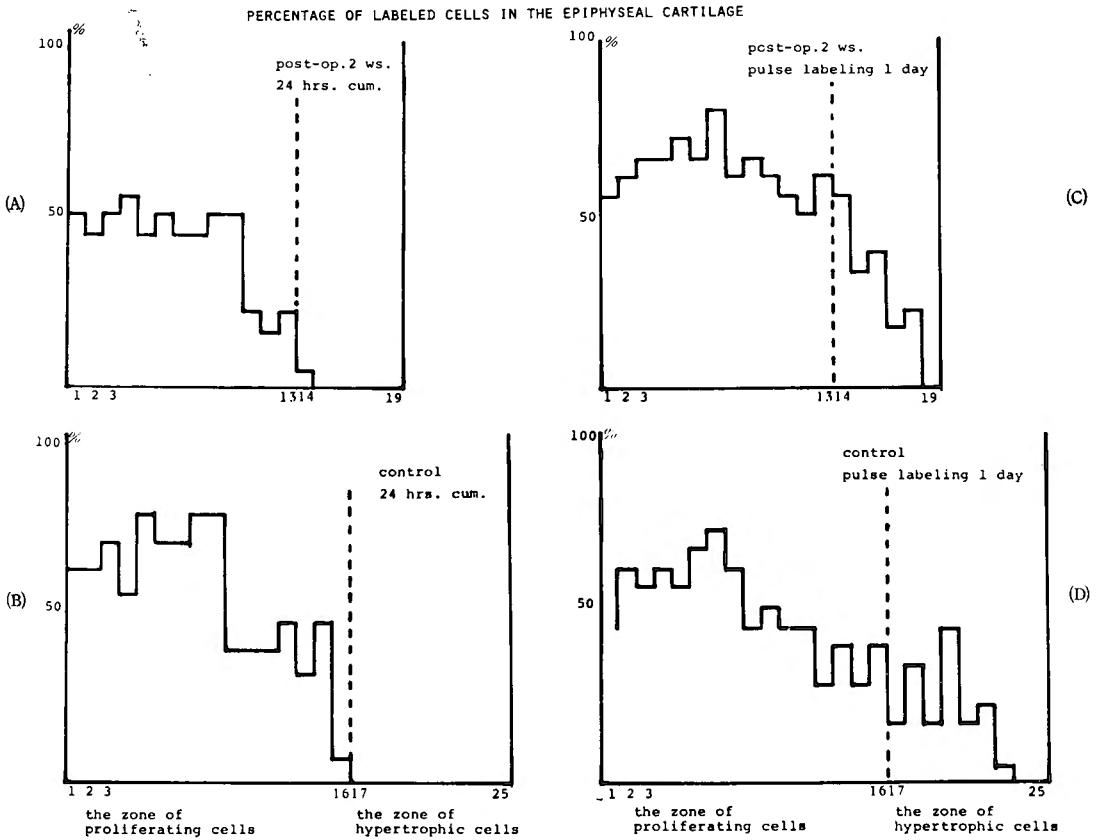 PERCENTAGE OF LABELED CELLS IN THE EPIPHYSEAL CARTILAGE
(A)
100 %
post-op.2 ws.
24 hrs. cum.
50
1 2 3 1314 19
(C)
100 %
post-op.2 ws.
pulse labeling 1 day
50
1 2 3 1314 19
(B)
100 %
control
24 hrs. cum.
50
1 2 3 1617 25
the zone of
proliferating cells
the zone of
hypertrophic cells
(D)
100 %
control
pulse labeling 1 day
50
1 2 3 1617 25
the zone of
proliferating cells
the zone of
hypertrophic cells